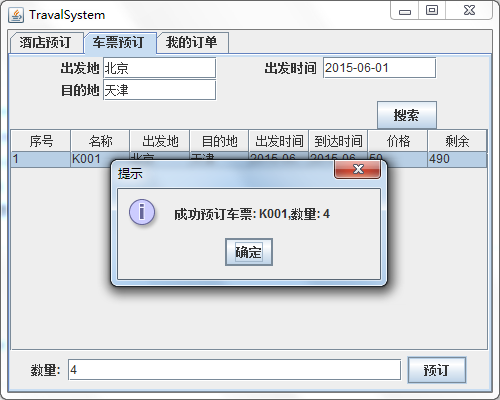 TravalSystem
酒店预订 车票预订 我的订单
出发地 北京 出发时间 2015-06-01
目的地 天津
搜索
序号 名称 出发地 目的地 出发时间 到达时间 价格 剩余
1 K001 北京 天津 2015-06... 2015-06... 50 490
提示
成功预订车票: K001,数量: 4
确定
数量: 4 预订